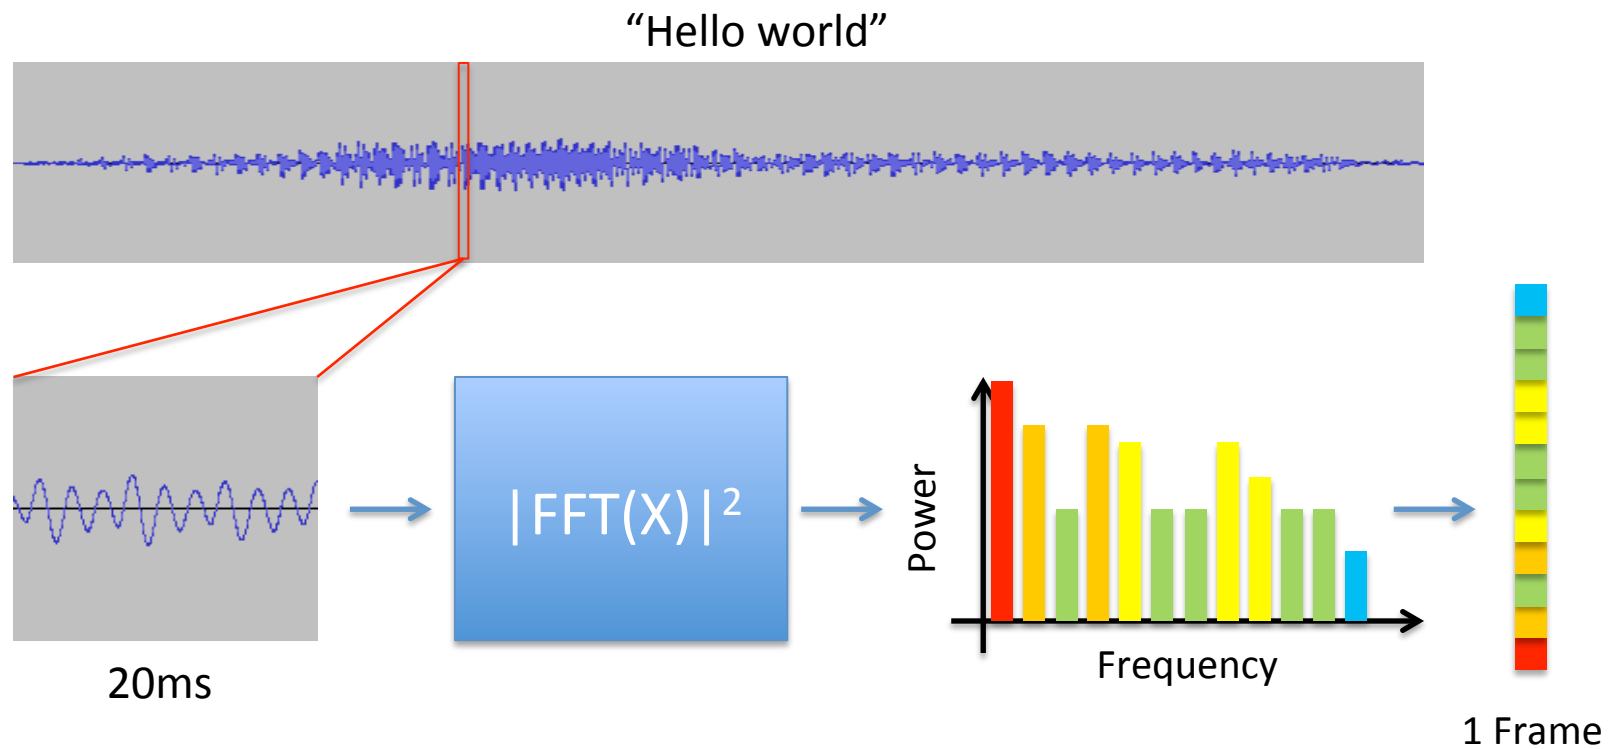 “Hello world”
|FFT(X)|²
Power
Frequency
20ms
1 Frame